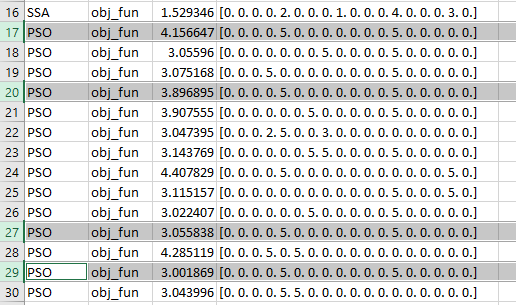 16 SSA obj_fun 1.529346 [0. 0. 0. 0. 2. 0. 0. 0. 1. 0. 0. 0. 4. 0. 0. 0. 3. 0.]
17 PSO obj_fun 4.156647 [0. 0. 0. 0. 5. 0. 0. 0. 0. 0. 0. 0. 5. 0. 0. 0. 0. 0.]
18 PSO obj_fun 3.05596 [0. 0. 0. 0. 0. 0. 0. 5. 0. 0. 0. 0. 5. 0. 0. 0. 0. 0.]
19 PSO obj_fun 3.075168 [0. 0. 0. 5. 0. 0. 0. 0. 0. 0. 0. 0. 5. 0. 0. 0. 0. 0.]
20 PSO obj_fun 3.896895 [0. 0. 0. 0. 5. 0. 0. 0. 0. 0. 0. 0. 5. 0. 0. 0. 0. 0.]
21 PSO obj_fun 3.907555 [0. 0. 0. 0. 0. 0. 5. 0. 0. 0. 0. 0. 5. 0. 0. 0. 0. 0.]
22 PSO obj_fun 3.047395 [0. 0. 0. 2. 5. 0. 0. 3. 0. 0. 0. 0. 0. 0. 0. 0. 0. 0.]
23 PSO obj_fun 3.143769 [0. 0. 0. 0. 0. 0. 5. 5. 0. 0. 0. 0. 0. 0. 0. 0. 0. 0.]
24 PSO obj_fun 4.407829 [0. 0. 0. 0. 5. 0. 0. 0. 0. 0. 0. 0. 0. 0. 0. 0. 5. 0.]
25 PSO obj_fun 3.115157 [0. 0. 0. 5. 0. 0. 0. 0. 0. 0. 0. 0. 5. 0. 0. 0. 0. 0.]
26 PSO obj_fun 3.022407 [0. 0. 0. 0. 0. 0. 5. 0. 0. 0. 0. 0. 5. 0. 0. 0. 0. 0.]
27 PSO obj_fun 3.055838 [0. 0. 0. 0. 5. 0. 0. 0. 0. 0. 0. 0. 5. 0. 0. 0. 0. 0.]
28 PSO obj_fun 4.285119 [0. 0. 0. 0. 5. 0. 5. 0. 0. 0. 0. 0. 0. 0. 0. 0. 0. 0.]
29 PSO obj_fun 3.001869 [0. 0. 0. 0. 5. 0. 0. 0. 0. 0. 0. 0. 5. 0. 0. 0. 0. 0.]
30 PSO obj_fun 3.043996 [0. 0. 0. 0. 5. 5. 0. 0. 0. 0. 0. 0. 0. 0. 0. 0. 0. 0.]